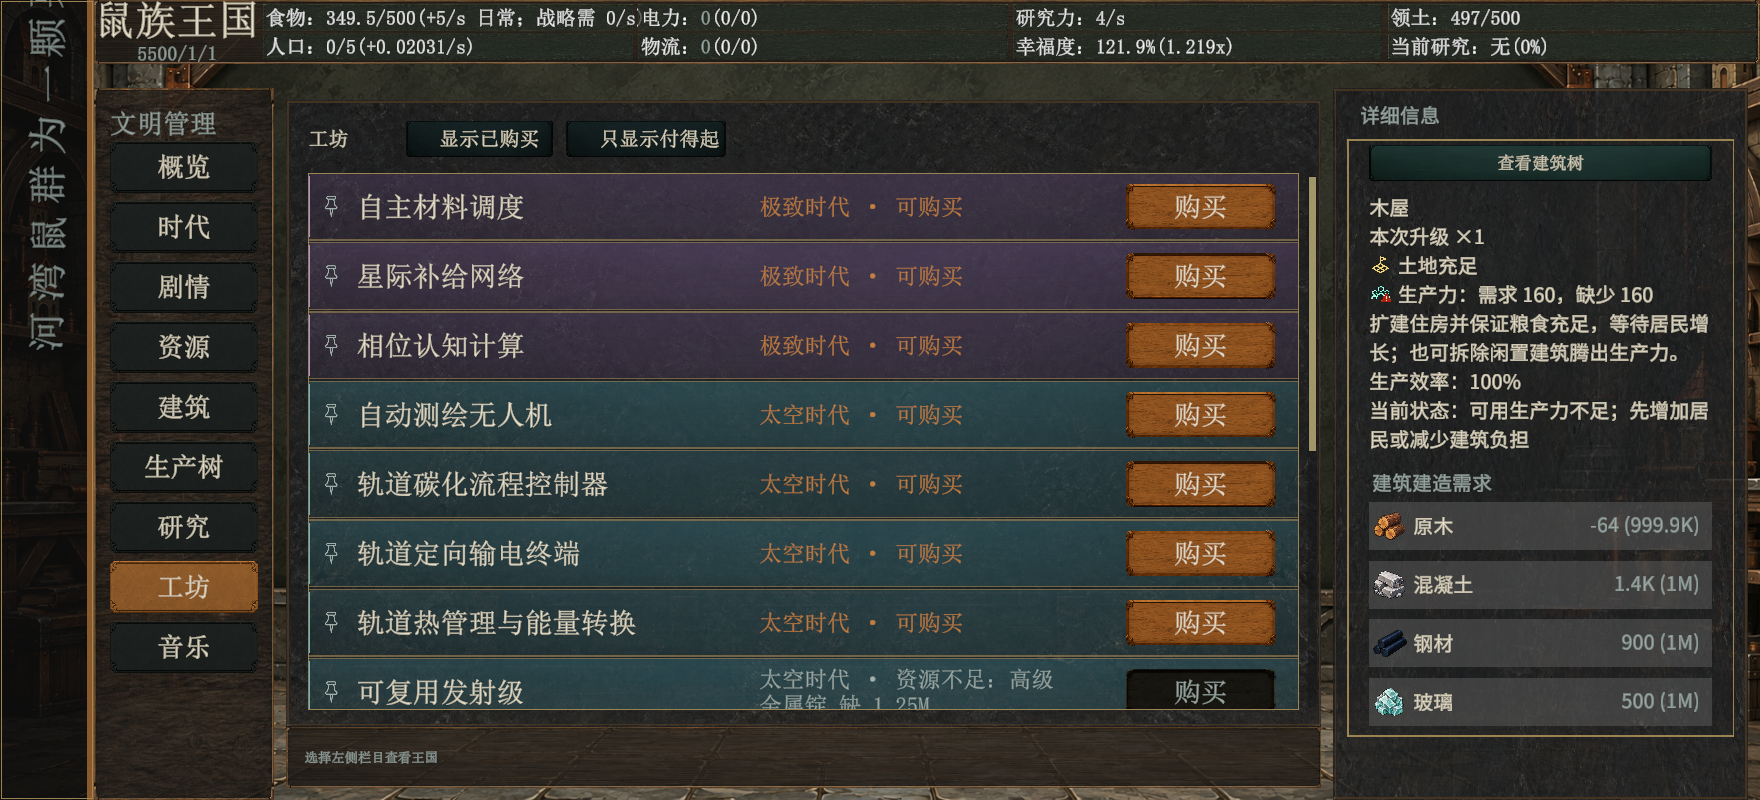 河湾鼠群为一颗
鼠族王国
5500/1/1
食物: 349.5/500(+5/s 日常; 战略需 0/s)
人口: 0/5(+0.02031/s)
电力: 0(0/0)
物流: 0(0/0)
研究力: 4/s
幸福度: 121.9%(1.219x)
领土: 497/500
当前研究: 无(0%)
文明管理
概览
时代
剧情
资源
建筑
生产树
研究
工坊
音乐
工坊
显示已购买
只显示付得起
自主材料调度 极致时代 • 可购买 购买
星际补给网络 极致时代 • 可购买 购买
相位认知计算 极致时代 • 可购买 购买
自动测绘无人机 太空时代 • 可购买 购买
轨道碳化流程控制器 太空时代 • 可购买 购买
轨道定向输电终端 太空时代 • 可购买 购买
轨道热管理与能量转换 太空时代 • 可购买 购买
可复用发射级 太空时代 • 资源不足: 高级 购买
金属锭 缺 1.25M
选择左侧栏目查看王国
详细信息
查看建筑树
木屋
本次升级 ×1
土地充足
生产力: 需求 160, 缺少 160
扩建住房并保证粮食充足, 等待居民增
长; 也可拆除闲置建筑腾出生产力。
生产效率: 100%
当前状态: 可用生产力不足; 先增加居
民或减少建筑负担
建筑建造需求
原木 -64 (999.9K)
混凝土 1.4K (1M)
钢材 900 (1M)
玻璃 500 (1M)